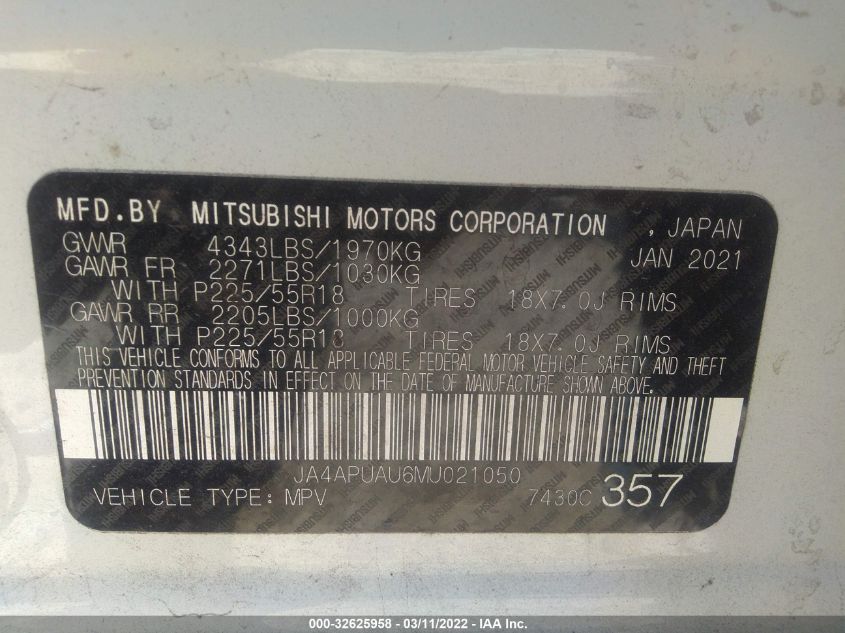 MFD.BY MITSUBISHI MOTORS CORPORATION , JAPAN
GVWR 4343LBS/1970KG JAN 2021
GAWR FR 2271LBS/1030KG
WITH P225/55R18 TIRES 18X7.0J RIMS
GAWR RR 2205LBS/1000KG
WITH P225/55R18 TIRES 18X7.0J RIMS
THIS VEHICLE CONFORMS TO ALL APPLICABLE FEDERAL MOTOR VEHICLE SAFETY AND THEFT
PREVENTION STANDARDS IN EFFECT ON THE DATE OF MANUFACTURE SHOWN ABOVE.
JA4APUAU6MU021050
VEHICLE TYPE: MPV 7430C 357
000-32625958 - 03/11/2022 - IAA Inc.